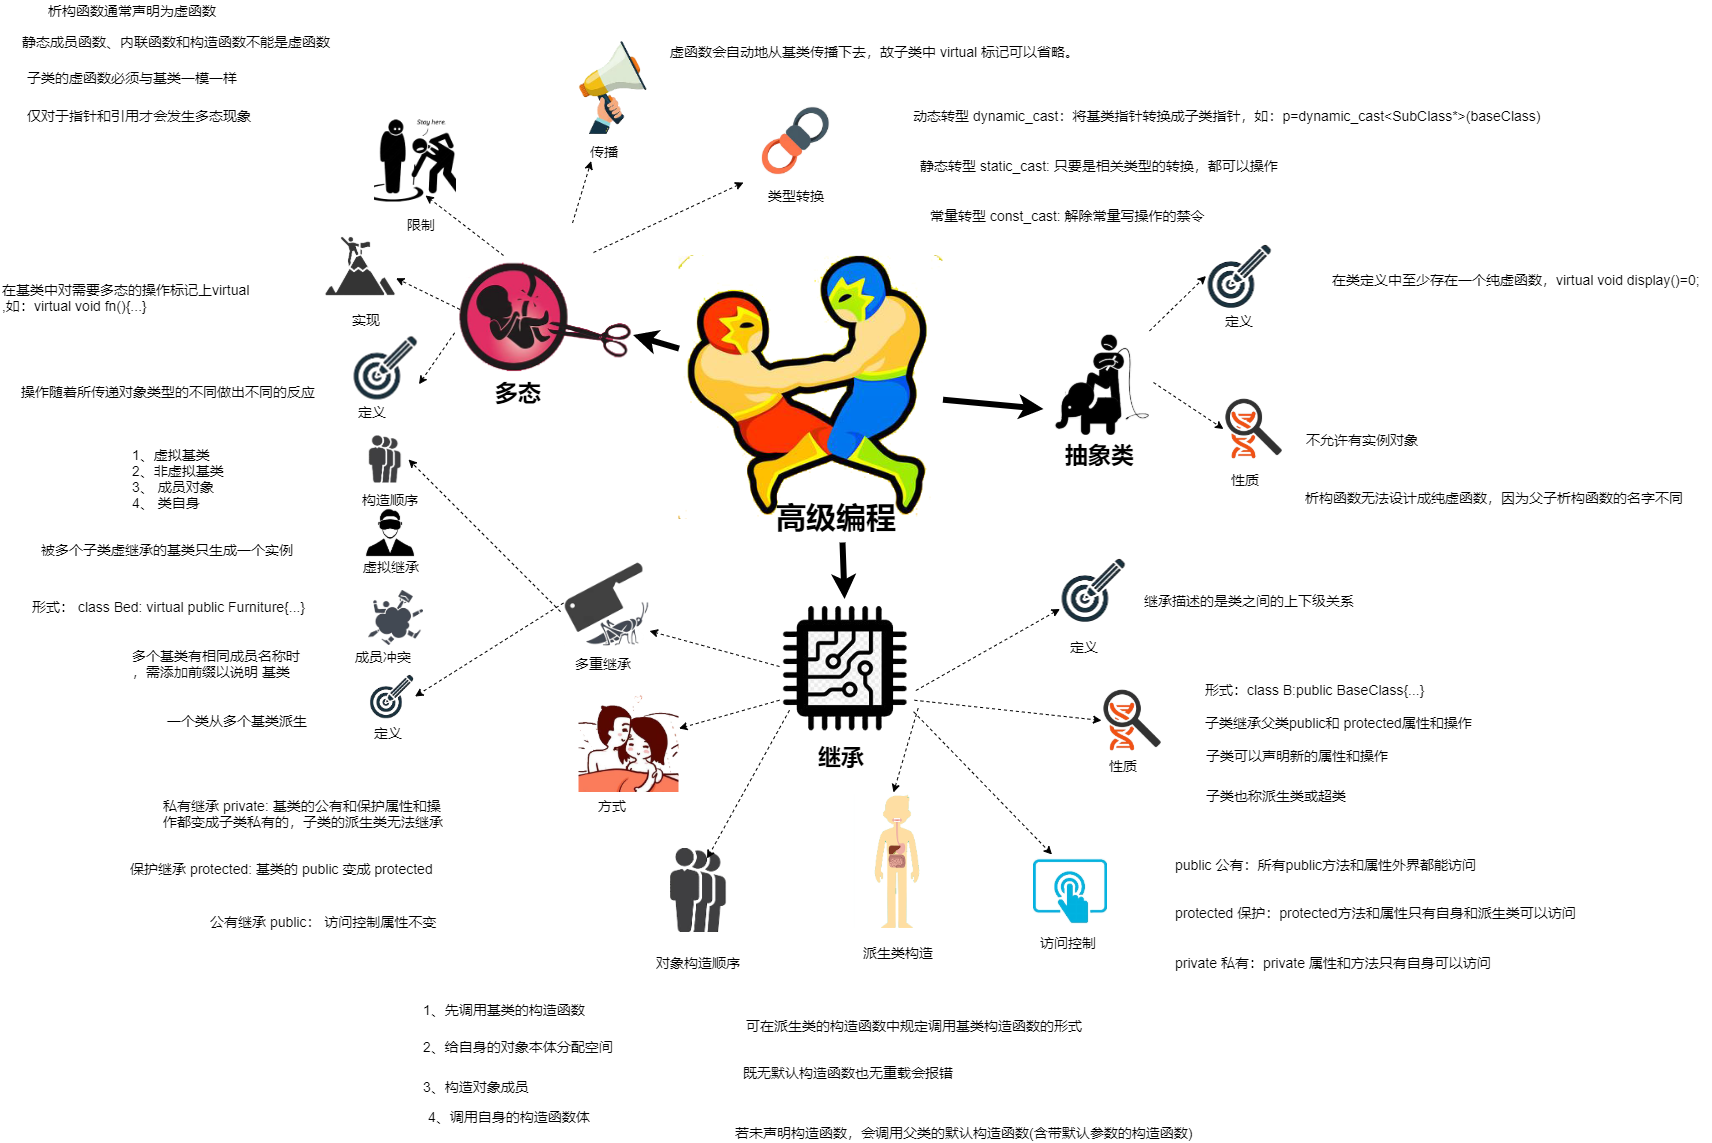 析构函数通常声明为虚函数
静态成员函数、内联函数和构造函数不能是虚函数
子类的虚函数必须与基类一模一样
仅对于指针和引用才会发生多态现象
Stay here.
限制
虚函数会自动地从基类传播下去，故子类中 virtual 标记可以省略。
传播
动态转型 dynamic_cast：将基类指针转换成子类指针，如：p=dynamic_cast<SubClass*>(baseClass)
静态转型 static_cast: 只要是相关类型的转换，都可以操作
常量转型 const_cast: 解除常量写操作的禁令
类型转换
在基类中对需要多态的操作标记上virtual
,如：virtual void fn(){...}
实现
操作随着所传递对象类型的不同做出不同的反应
定义
多态
在类定义中至少存在一个纯虚函数，virtual void display()=0;
定义
不允许有实例对象
析构函数无法设计成纯虚函数，因为父子析构函数的名字不同
性质
抽象类
高级编程
1、虚拟基类
2、非虚拟基类
3、 成员对象
4、 类自身
构造顺序
被多个子类虚继承的基类只生成一个实例
形式： class Bed: virtual public Furniture{...}
虚拟继承
多个基类有相同成员名称时
，需添加前缀以说明 基类
成员冲突
一个类从多个基类派生
定义
多重继承
继承描述的是类之间的上下级关系
定义
形式：class B:public BaseClass{...}
子类继承父类public和 protected属性和操作
子类可以声明新的属性和操作
子类也称派生类或超类
性质
继承
私有继承 private: 基类的公有和保护属性和操
作都变成子类私有的，子类的派生类无法继承
保护继承 protected: 基类的 public 变成 protected
公有继承 public： 访问控制属性不变
方式
public 公有：所有public方法和属性外界都能访问
protected 保护：protected方法和属性只有自身和派生类可以访问
private 私有：private 属性和方法只有自身可以访问
访问控制
对象构造顺序
1、先调用基类的构造函数
2、给自身的对象本体分配空间
3、构造对象成员
4、调用自身的构造函数体
派生类构造
可在派生类的构造函数中规定调用基类构造函数的形式
既无默认构造函数也无重载会报错
若未声明构造函数，会调用父类的默认构造函数(含带默认参数的构造函数)